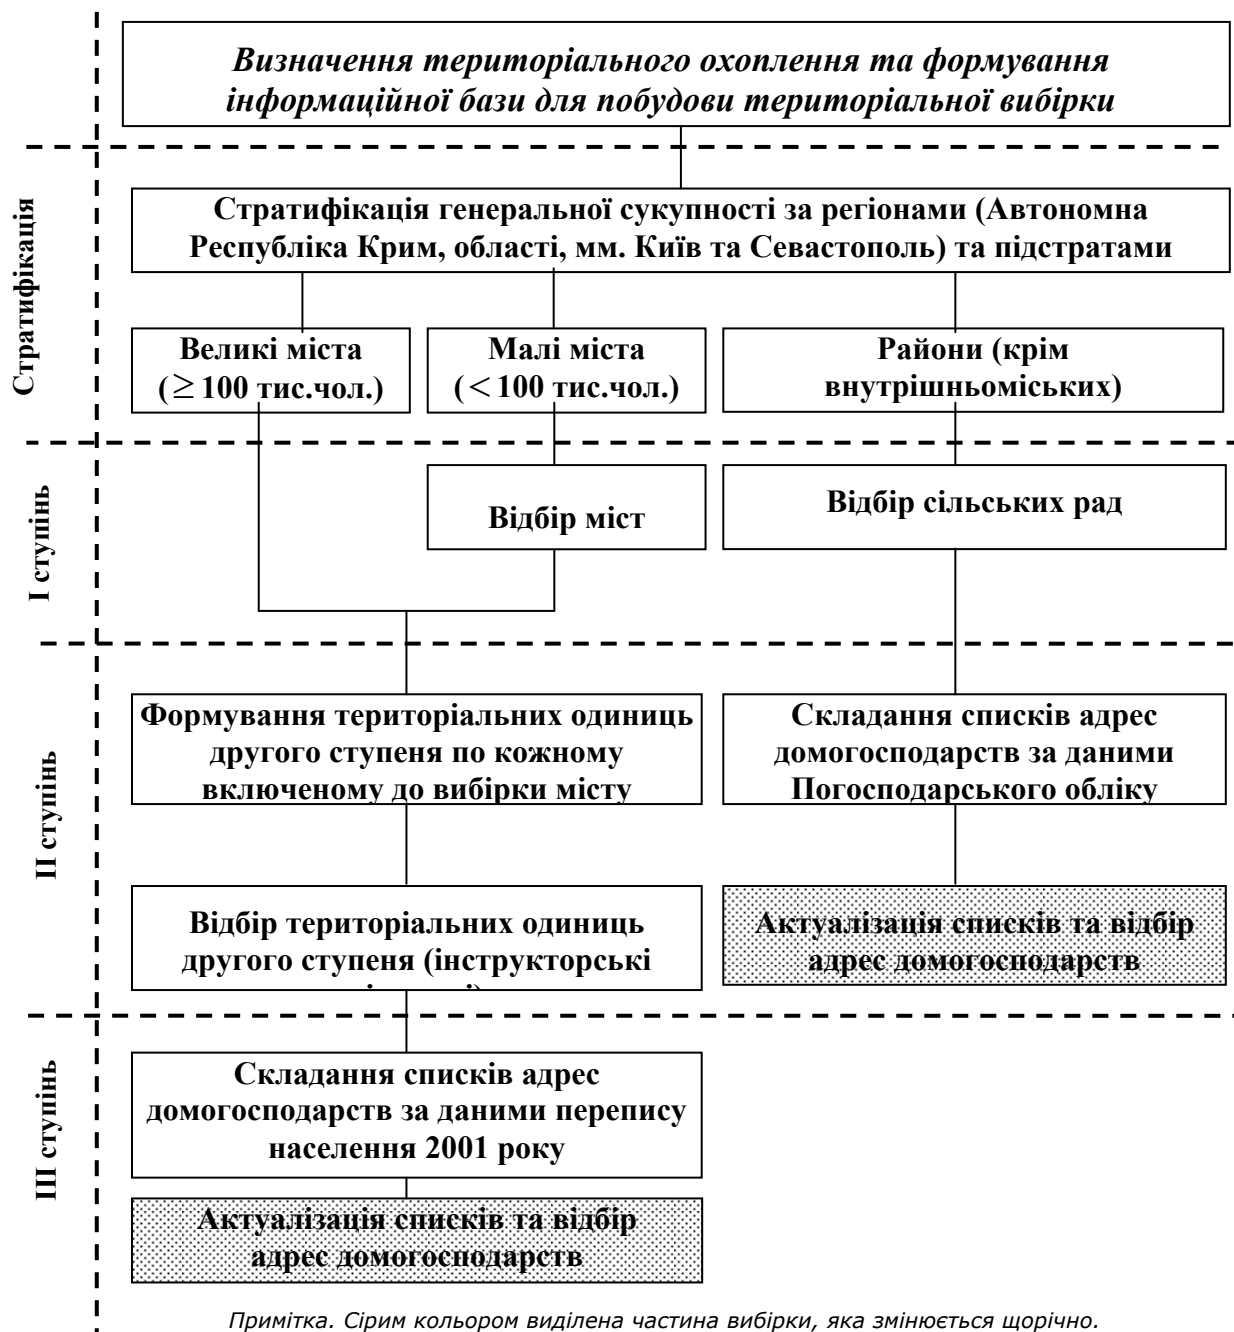 Визначення територіального охоплення та формування
інформаційної бази для побудови територіальної вибірки
Стратифікація
Стратифікація генеральної сукупності за регіонами (Автономна
Республіка Крим, області, мм. Київ та Севастополь) та підстратами
Великі міста
(≥ 100 тис.чол.)
Малі міста
(< 100 тис.чол.)
Райони (крім
внутрішньоміських)
І ступінь
Відбір міст
Відбір сільських рад
ІІ ступінь
Формування територіальних одиниць
другого ступеня по кожному
включеному до вибірки місту
Складання списків адрес
домогосподарств за даними
Погосподарського обліку
Відбір територіальних одиниць
другого ступеня (інструкторські
Актуалізація списків та відбір
адрес домогосподарств
ІІІ ступінь
Складання списків адрес
домогосподарств за даними перепису
населення 2001 року
Актуалізація списків та відбір
адрес домогосподарств
Примітка. Сірим кольором виділена частина вибірки, яка змінюється щорічно.